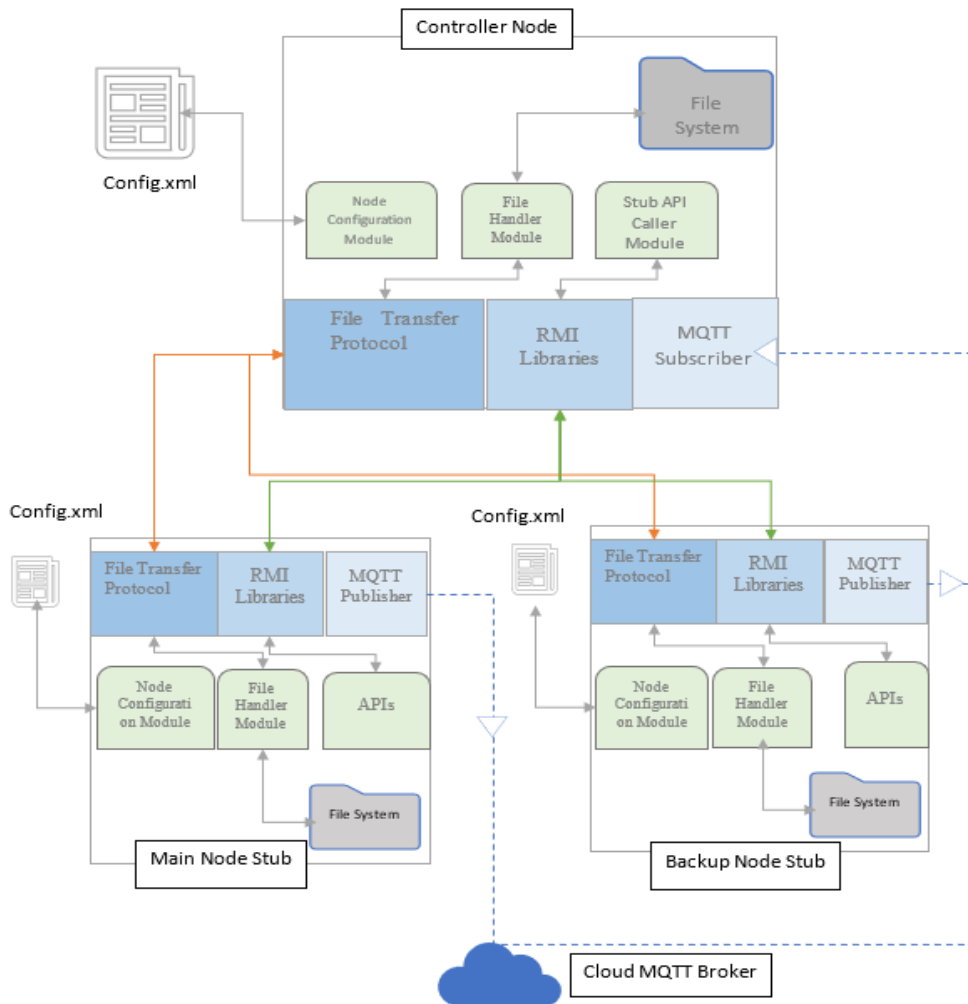 Controller Node
File
System
Config.xml
Node
Configuration
Module
File
Handler
Module
Stub API
Caller
Module
File Transfer
Protocol
RMI
Libraries
MQTT
Subscriber
Config.xml
File Transfer
Protocol
RMI
Libraries
MQTT
Publisher
Node
Configurati
on Module
File
Handler
Module
APIs
File System
Main Node Stub
Config.xml
File Transfer
Protocol
RMI
Libraries
MQTT
Publisher
Node
Configurati
on Module
File
Handler
Module
APIs
File System
Backup Node Stub
Cloud MQTT Broker